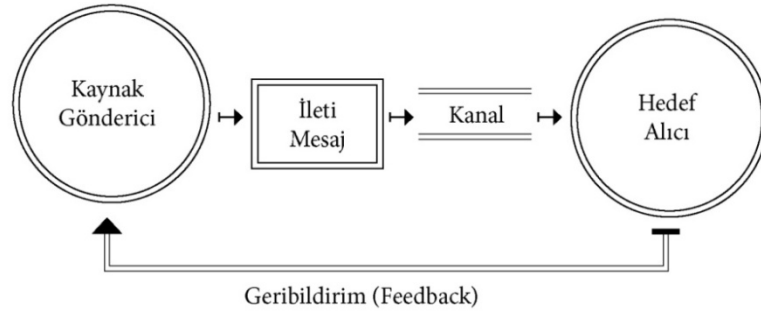 Kaynak
Gönderici
İleti
Mesaj
Kanal
Hedef
Alıcı
Geribildirim (Feedback)